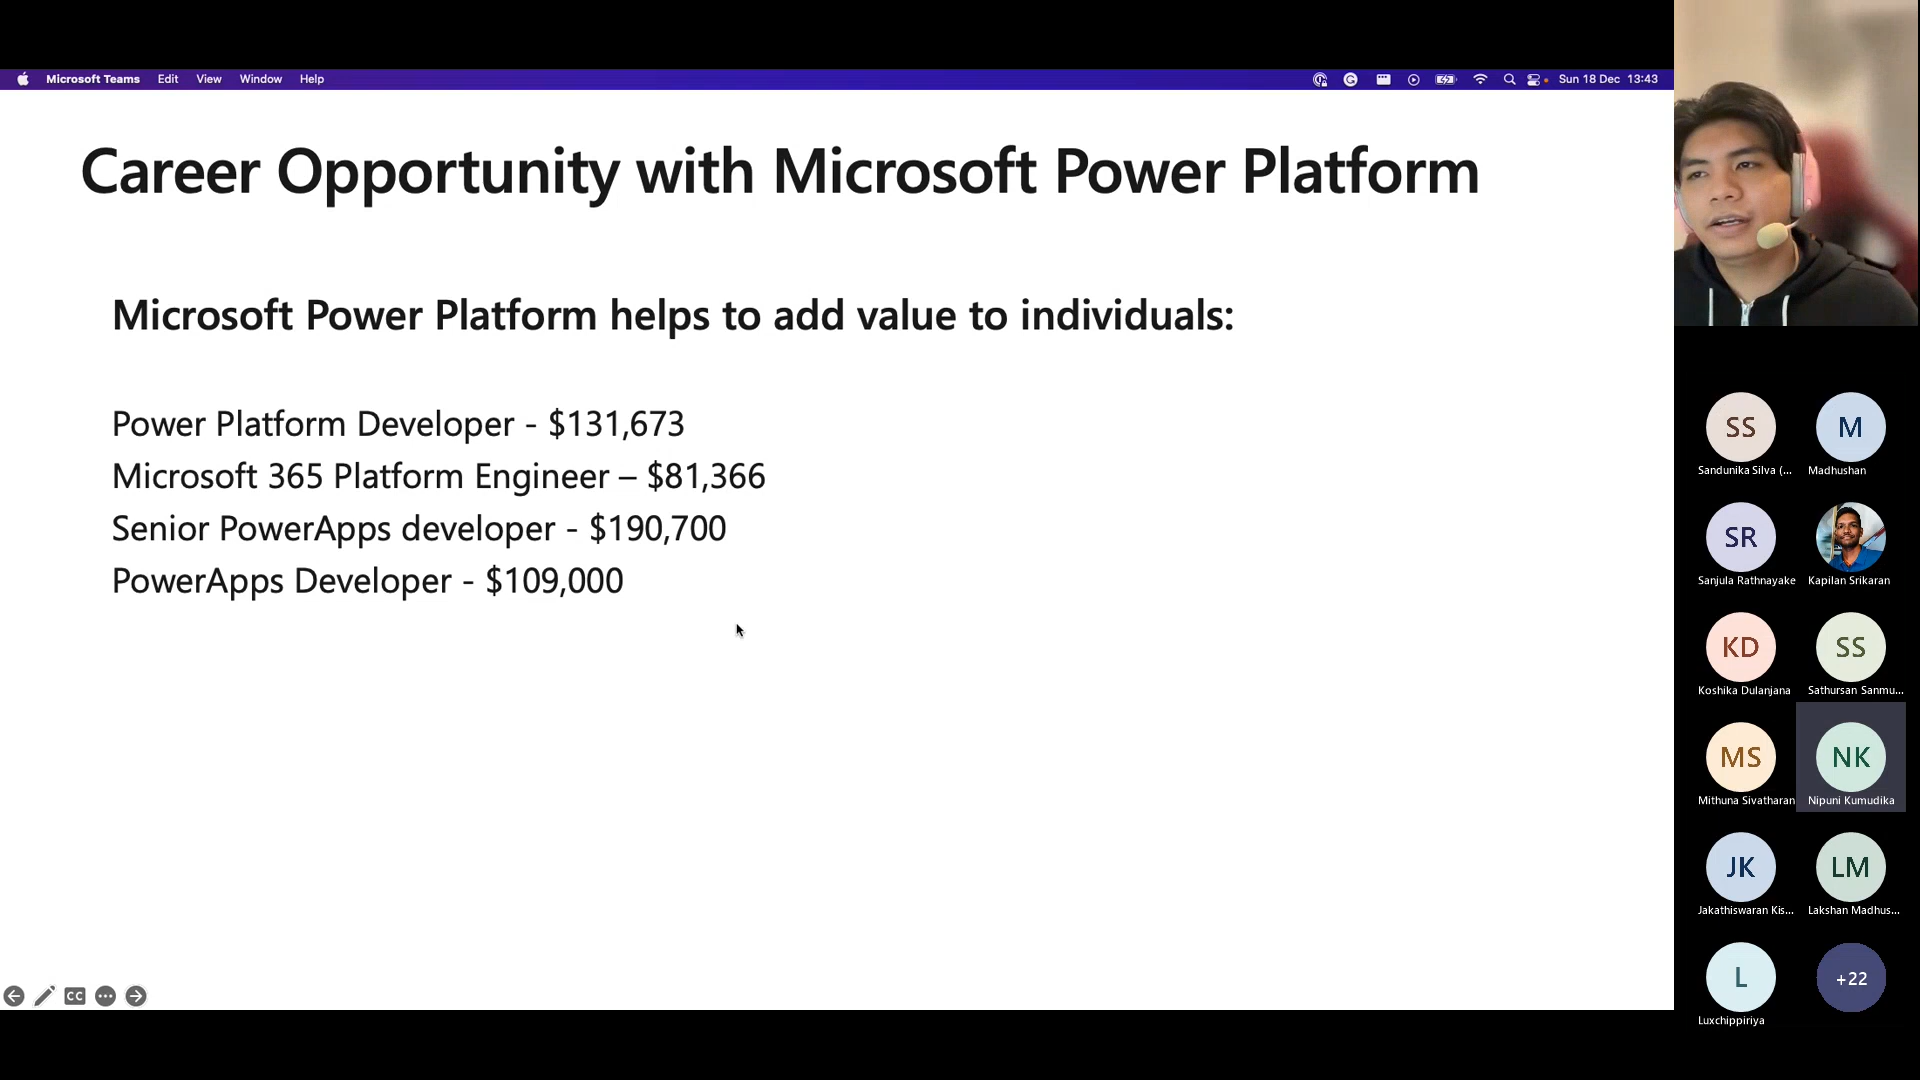 Microsoft Teams Edit View Window Help
Sun 18 Dec 13:43
Career Opportunity with Microsoft Power Platform
Microsoft Power Platform helps to add value to individuals:
Power Platform Developer - $131,673
Microsoft 365 Platform Engineer – $81,366
Senior PowerApps developer - $190,700
PowerApps Developer - $109,000
CC
SS M
Sandunika Silva (... Madhushan
SR
Sanjula Rathnayake Kapilan Srikaran
KD SS
Koshika Dulanjana Sathursan Sanmu...
MS NK
Mithuna Sivatharan Nipuni Kumudika
JK LM
Jakathiswaran Kis... Lakshan Madhus...
L +22
Luxchippiriya